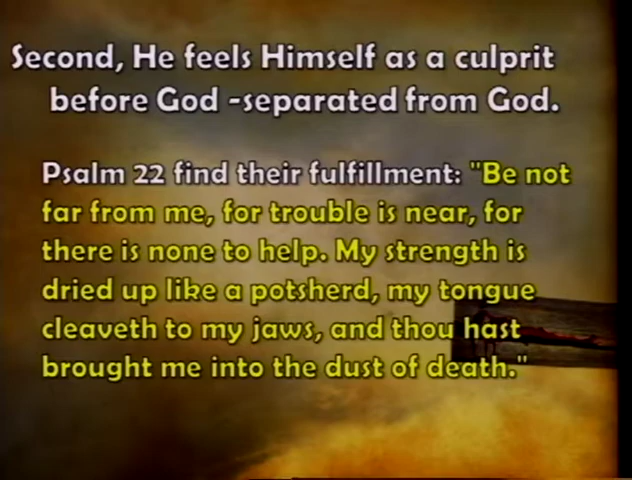 Second, He feels Himself as a culprit
before God -separated from God.
Psalm 22 find their fulfillment: "Be not
far from me, for trouble is near, for
there is none to help. My strength is
dried up like a potsherd, my tongue
cleaveth to my jaws, and thou hast
brought me into the dust of death."